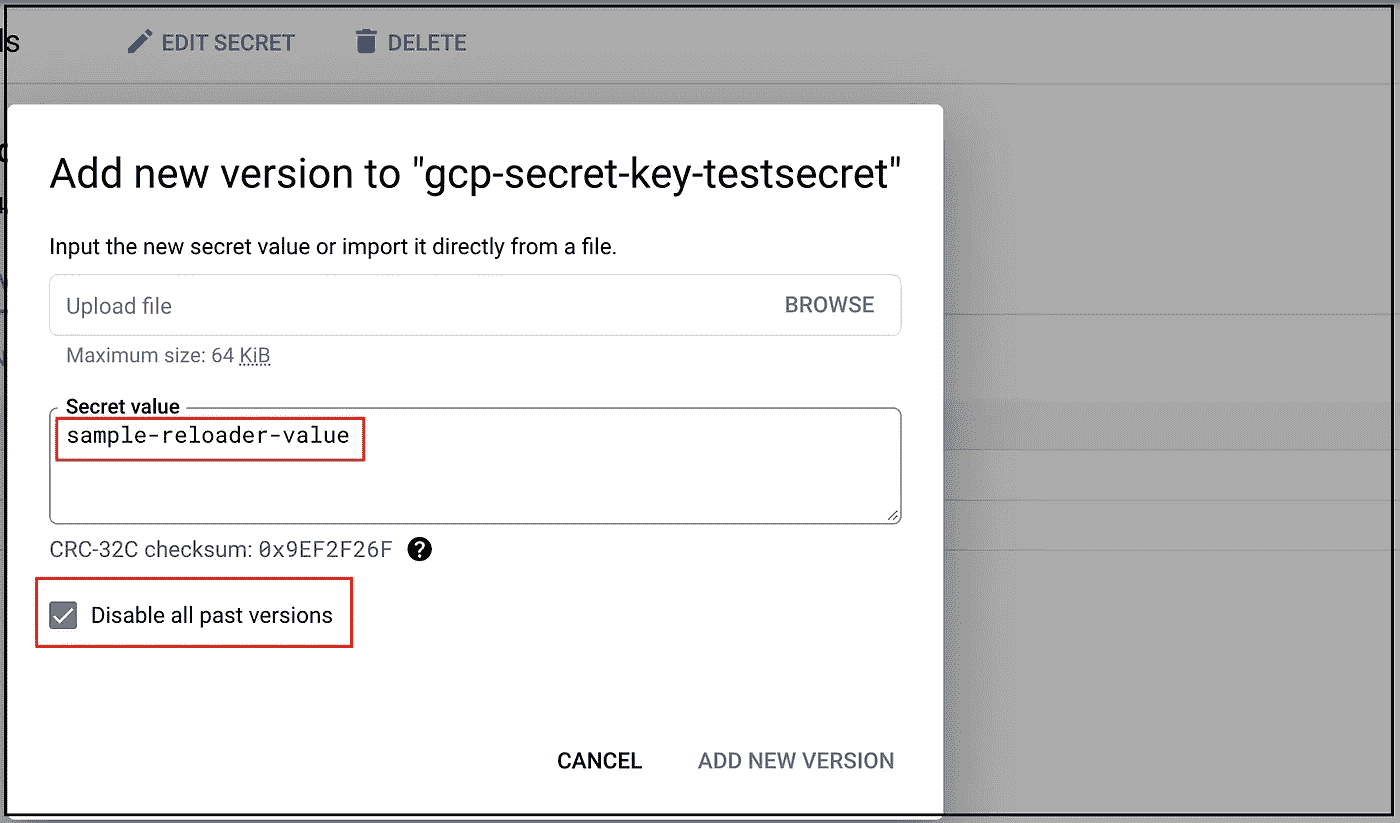 EDIT SECRET DELETE
Add new version to "gcp-secret-key-testsecret"
Input the new secret value or import it directly from a file.
Upload file BROWSE
Maximum size: 64 KiB
Secret value
sample-reloader-value
CRC-32C checksum: 0x9EF2F26F
Disable all past versions
CANCEL ADD NEW VERSION